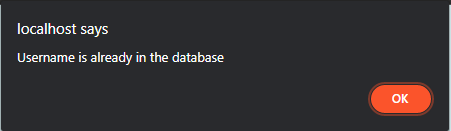 localhost says
Username is already in the database
OK